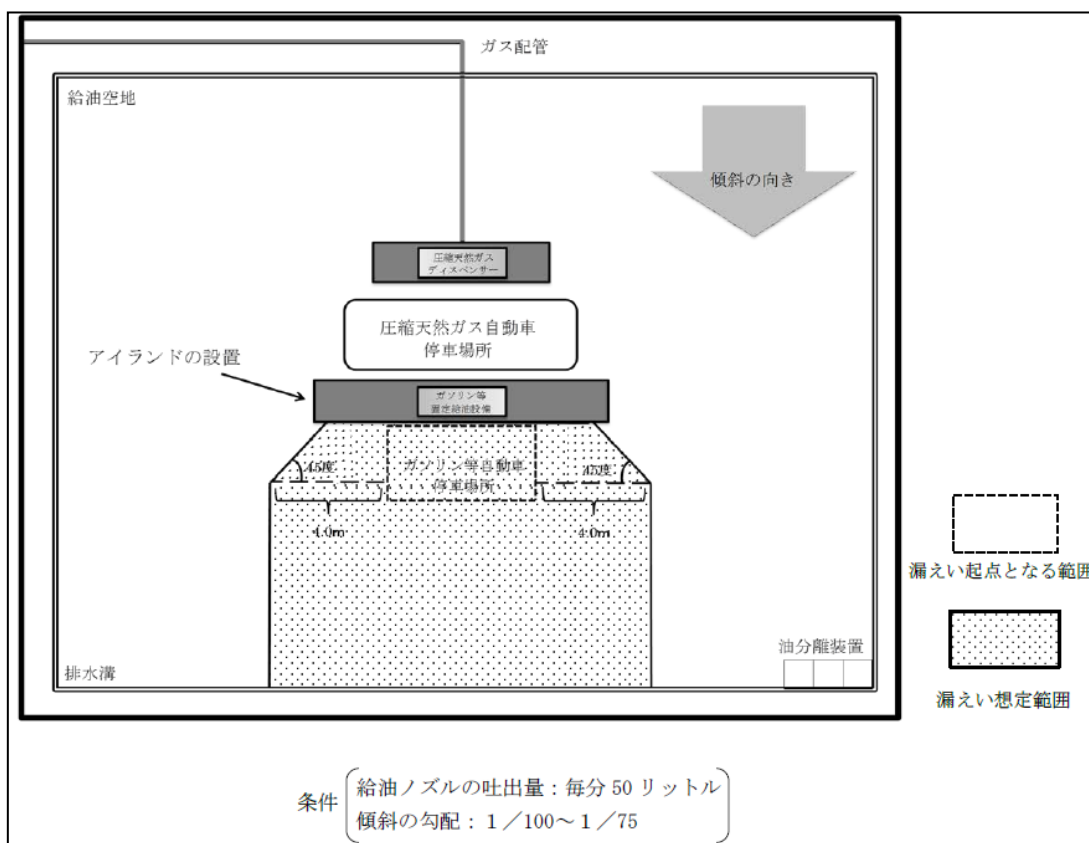 ガス配管
給油空地
傾斜の向き
圧縮天然ガス
ディスペンサー
圧縮天然ガス自動車
停車場所
アイランドの設置
ガソリン等
固定給油設備
ガソリン等自動車
停車場所
45度
45度
4.0m
4.0m
漏えい起点となる範囲
油分離装置
排水溝
漏えい想定範囲
条件
給油ノズルの吐出量：毎分 50 リットル
傾斜の勾配：１／100～１／75